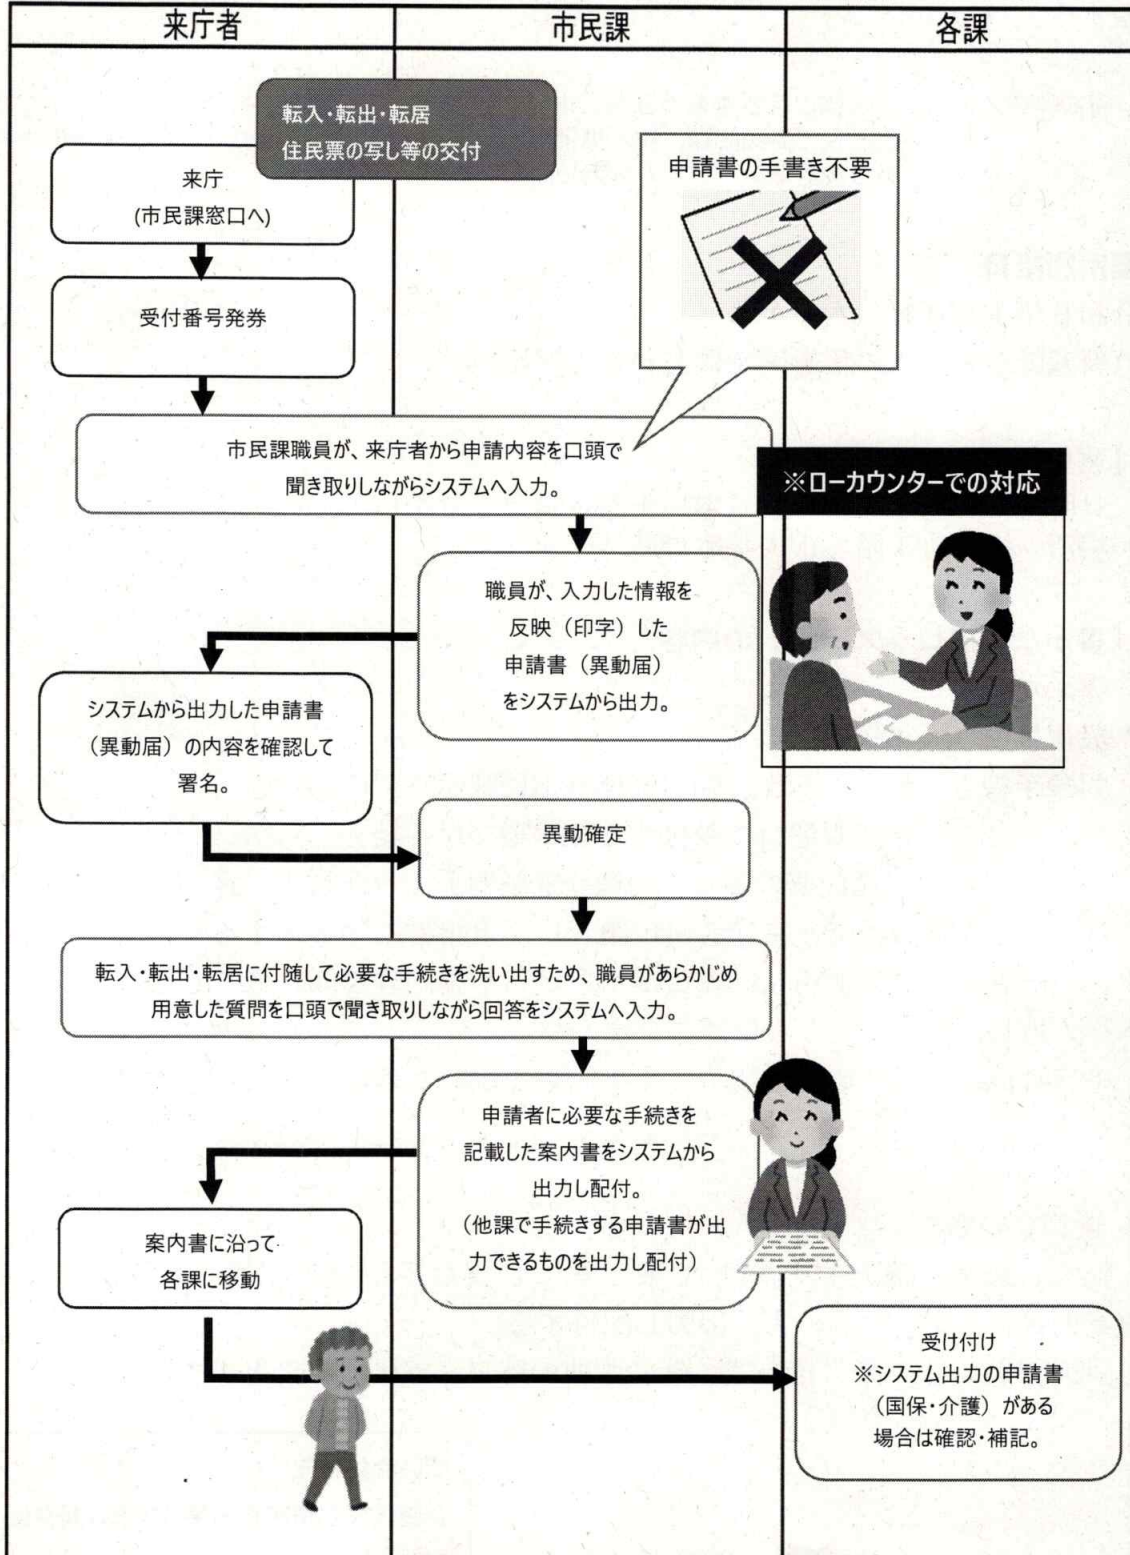 来庁者
市民課
各課
転入・転出・転居
住民票の写し等の交付
来庁
(市民課窓口へ)
申請書の手書き不要
受付番号発券
市民課職員が、来庁者から申請内容を口頭で
聞き取りしながらシステムへ入力。
※ローカウンターでの対応
職員が、入力した情報を
反映（印字）した
申請書（異動届）
をシステムから出力。
システムから出力した申請書
（異動届）の内容を確認して
署名。
異動確定
転入・転出・転居に付随して必要な手続きを洗い出すため、職員があらかじめ
用意した質問を口頭で聞き取りしながら回答をシステムへ入力。
申請者に必要な手続きを
記載した案内書をシステムから
出力し配付。
（他課で手続きする申請書が出
力できるものを出力し配付）
案内書に沿って
各課に移動
受け付け
※システム出力の申請書
（国保・介護）がある
場合は確認・補記。